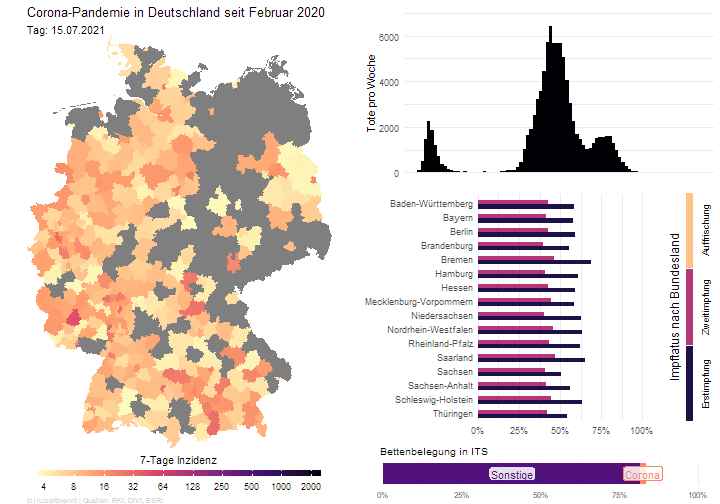 Corona-Pandemie in Deutschland seit Februar 2020
Tag: 15.07.2021
7-Tage Inzidenz
4 8 16 32 64 128 200 500 1000 2000
(c) /u/zeitbrennt | Quellen: RKI, DIVI, ESRI
Tote pro Woche
6000
4000
2000
0
Baden-Württemberg
Bayern
Berlin
Brandenburg
Bremen
Hamburg
Hessen
Mecklenburg-Vorpommern
Niedersachsen
Nordrhein-Westfalen
Rheinland-Pfalz
Saarland
Sachsen
Sachsen-Anhalt
Schleswig-Holstein
Thüringen
0% 25% 50% 75% 100%
Impfstatus nach Bundesland
Auffrischung
Zweitimpfung
Erstimpfung
Bettenbelegung in ITS
Sonstige
Corona
0% 25% 50% 75% 100%